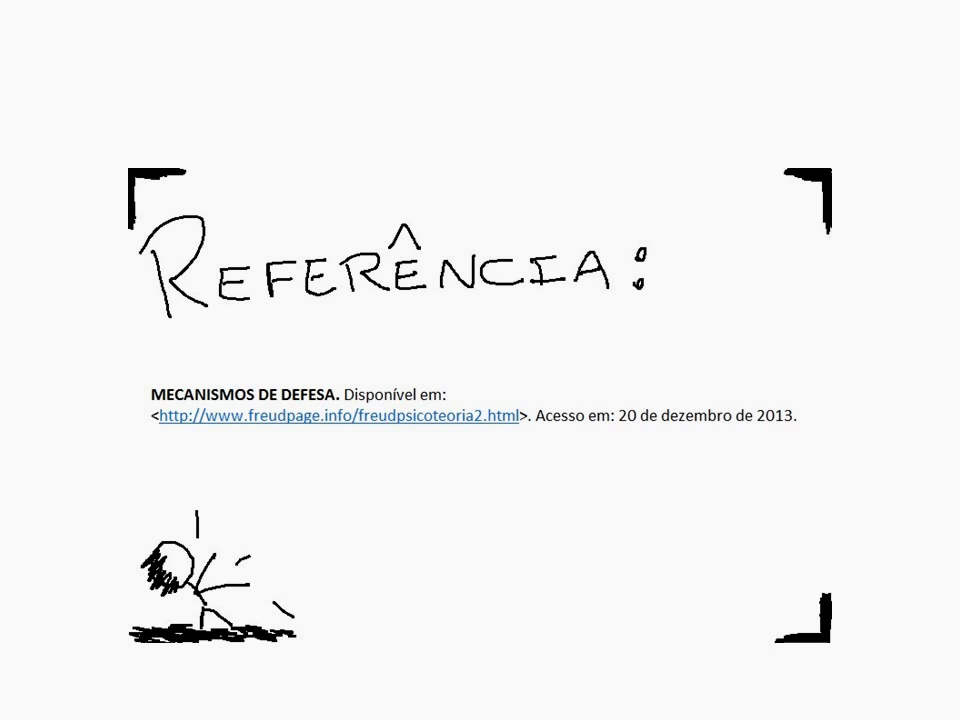 REFERÊNCIA:
MECANISMOS DE DEFESA. Disponível em:
<http://www.freudpage.info/freudpsicoteoria2.html>. Acesso em: 20 de dezembro de 2013.